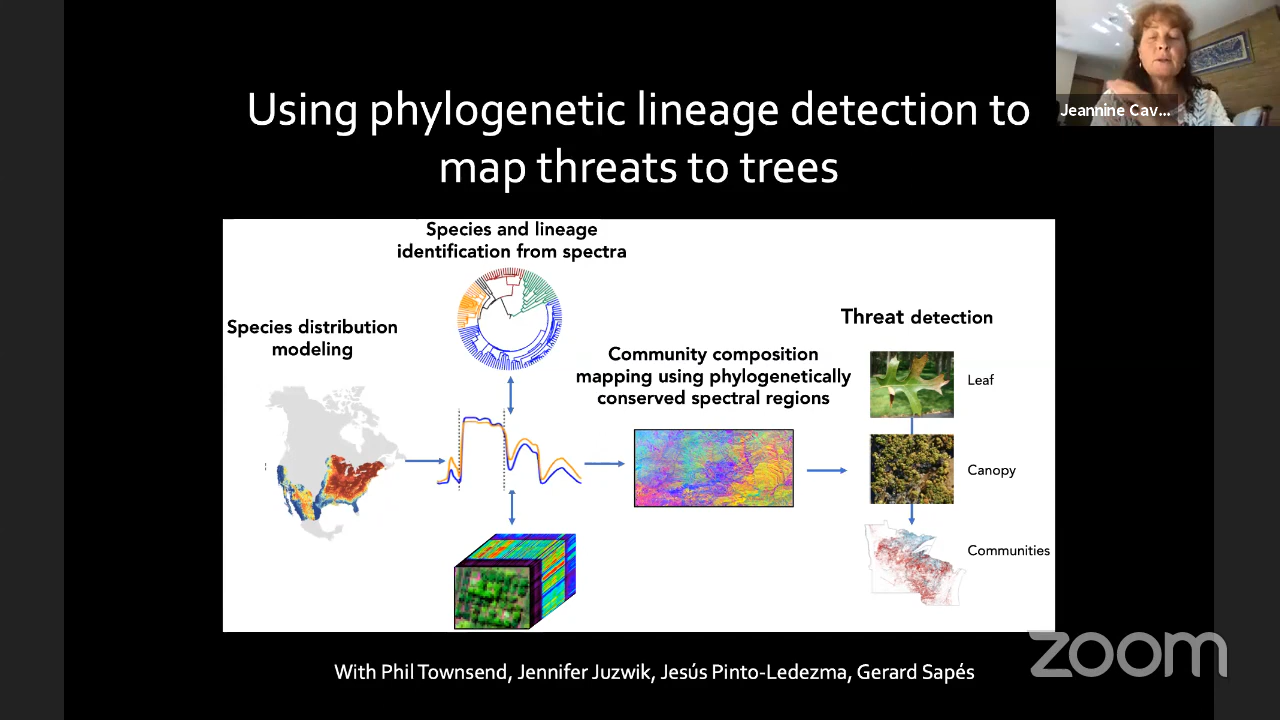 Using phylogenetic lineage detection to
map threats to trees
Jeannine Cav...
Species and lineage
identification from spectra
Species distribution
modeling
Community composition
mapping using phylogenetically
conserved spectral regions
Threat detection
Leaf
Canopy
Communities
With Phil Townsend, Jennifer Juzwik, Jesús Pinto-Ledezma, Gerard Sapés
zoom